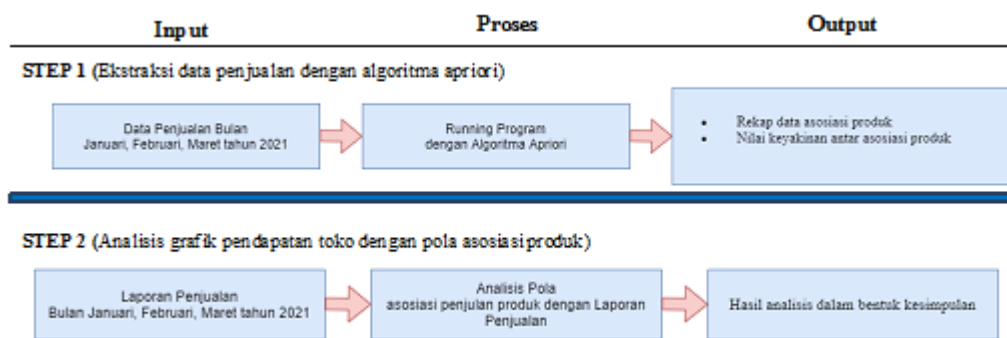 Input Proses Output
STEP 1 (Ekstraksi data penjualan dengan algoritma apriori)
Data Penjualan Bulan
Januari, Februari, Maret tahun 2021
Running Program
dengan Algoritma Apriori
• Rekap data asosiasi produk
• Nilai keyakinan antar asosiasi produk
STEP 2 (Analisis grafik pendapatan toko dengan pola asosiasi produk)
Laporan Penjualan
Bulan Januari, Februari, Maret tahun 2021
Analisis Pola
asosiasi penjulan produk dengan Laporan
Penjualan
Hasil analisis dalam bentuk kesimpulan